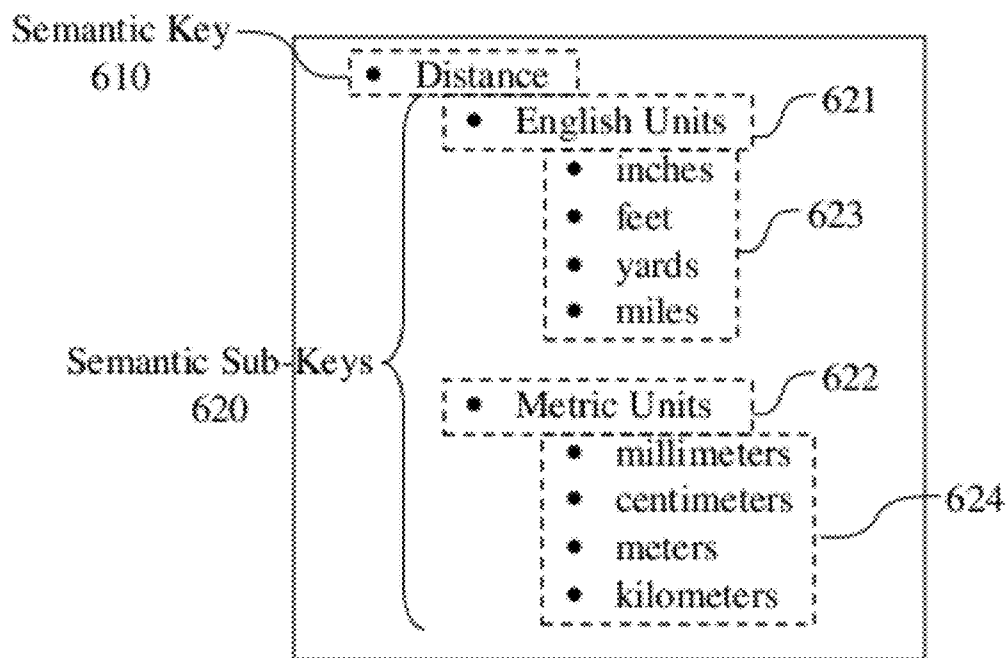 Semantic Key
610
• Distance
• English Units
621
• inches
• feet
623
• yards
• miles
Semantic Sub-Keys
620
• Metric Units
622
• millimeters
• centimeters
624
• meters
• kilometers